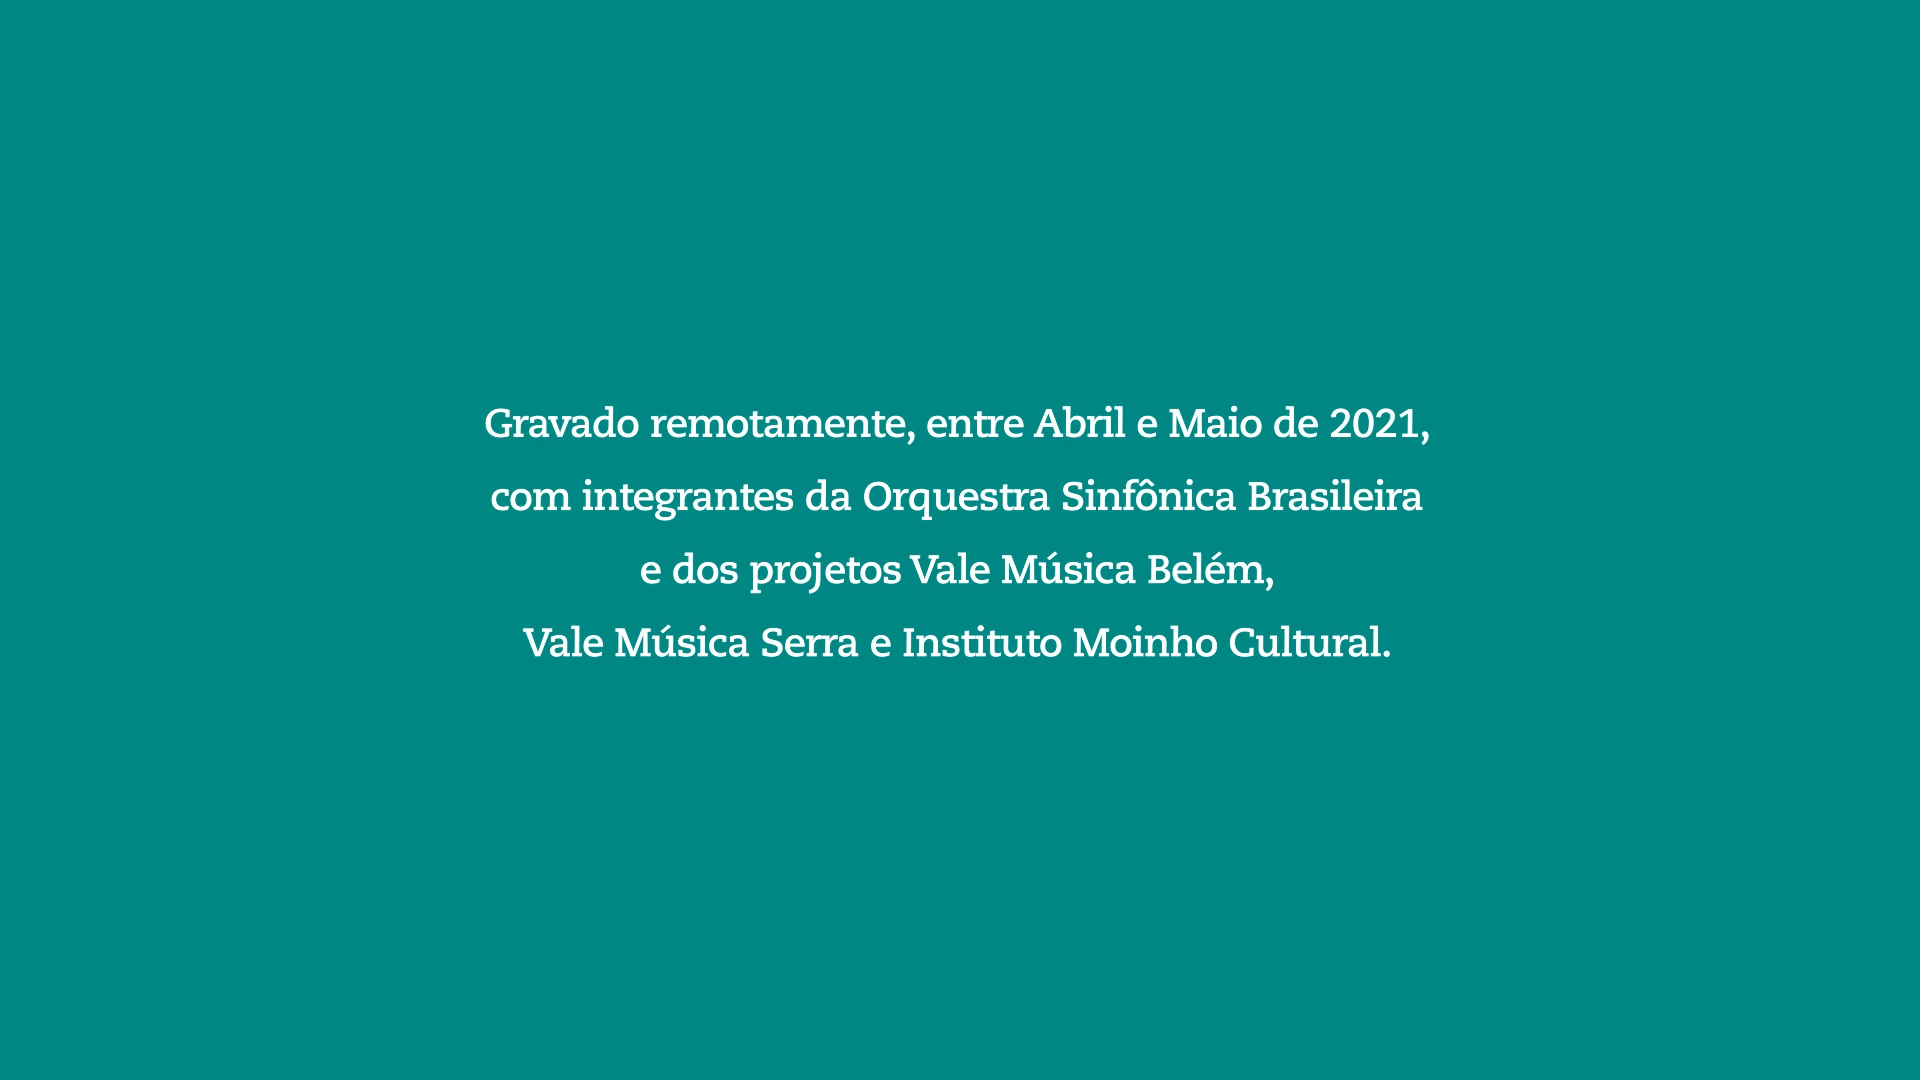 Gravado remotamente, entre Abril e Maio de 2021,
com integrantes da Orquestra Sinfônica Brasileira
e dos projetos Vale Música Belém,
Vale Música Serra e Instituto Moinho Cultural.